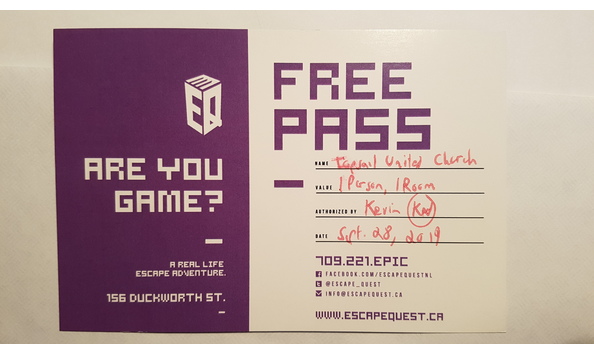 EQ
ARE YOU
GAME?
A REAL LIFE
ESCAPE ADVENTURE.
156 DUCKWORTH ST.
FREE
PASS
NAME Topsail United Church
VALUE 1 Person, 1 Room
AUTHORIZED BY Kevin
DATE Sept. 28, 2019
709.221.EPIC
FACEBOOK.COM/ESCAPEQUESTNL
@ESCAPE_QUEST
INFO@ESCAPEQUEST.CA
WWW.ESCAPEQUEST.CA